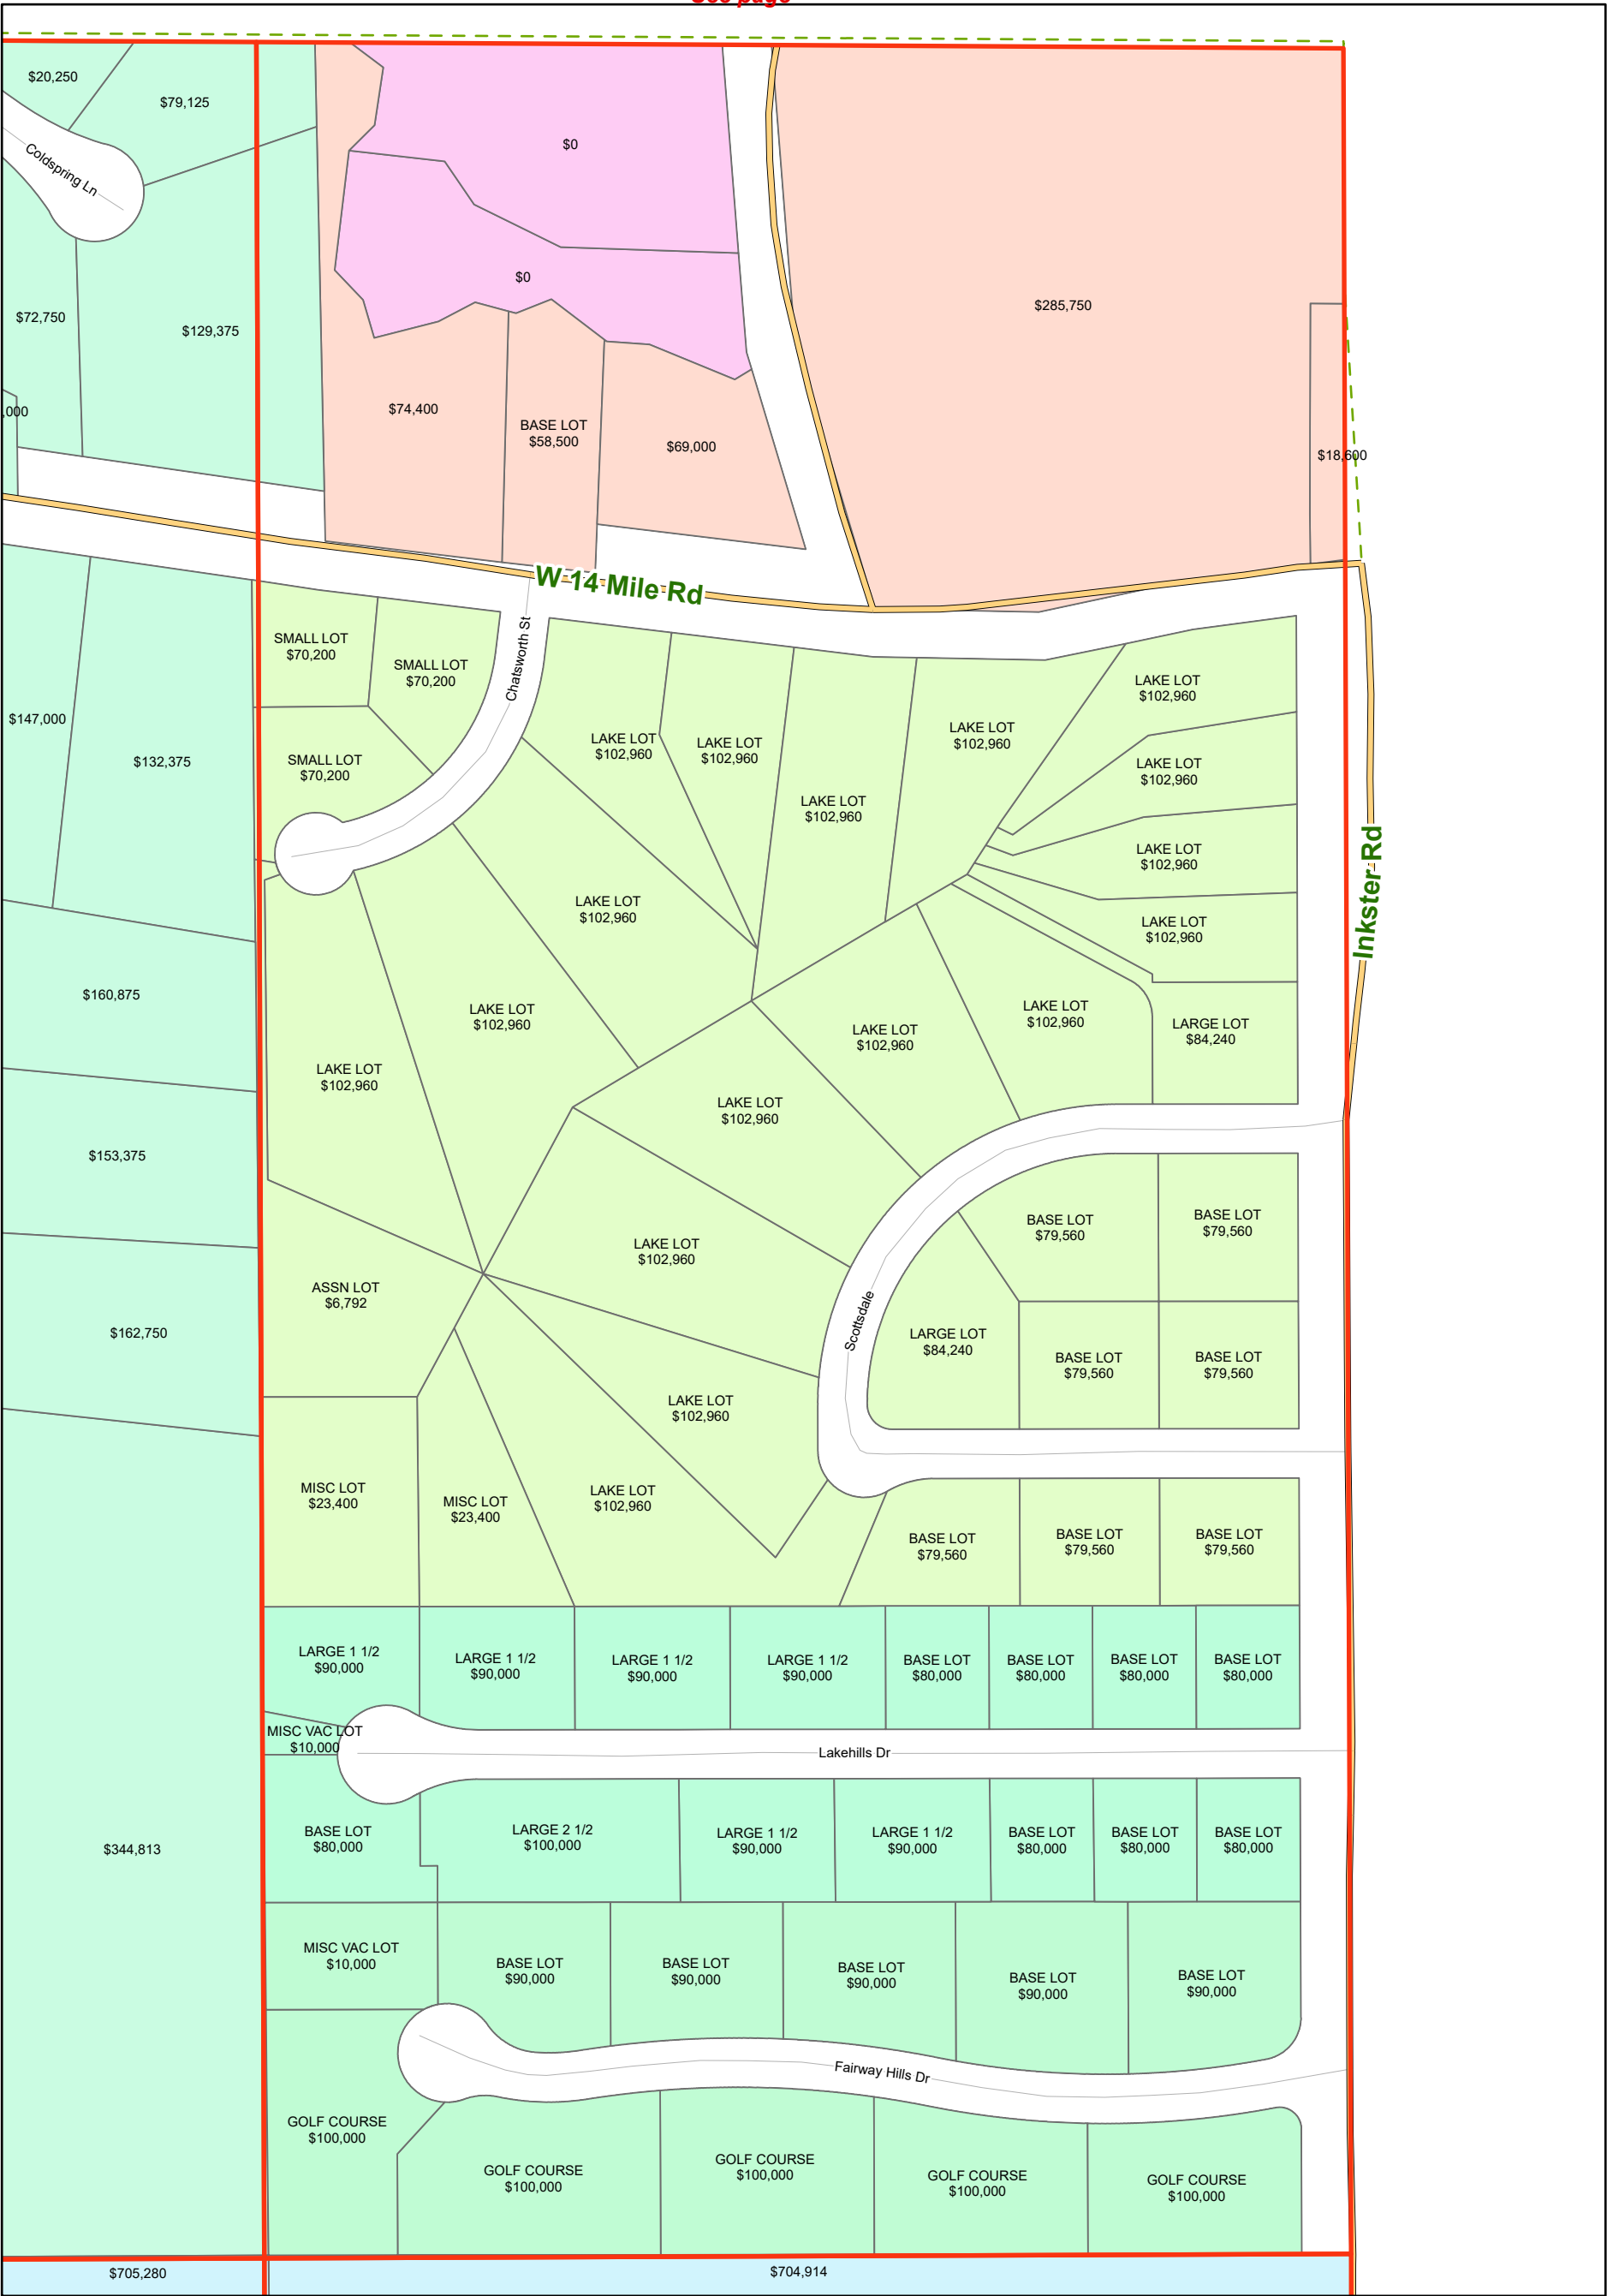 See page
$20,250
$79,125
Coldspring Ln
$0
$0
$285,750
$72,750
$129,375
,000
$74,400
BASE LOT
$58,500
$69,000
$18,600
W 14 Mile Rd
Chatsworth St
SMALL LOT
$70,200
SMALL LOT
$70,200
SMALL LOT
$70,200
$147,000
$132,375
LAKE LOT
$102,960
LAKE LOT
$102,960
LAKE LOT
$102,960
LAKE LOT
$102,960
LAKE LOT
$102,960
LAKE LOT
$102,960
LAKE LOT
$102,960
LAKE LOT
$102,960
Inkster Rd
LAKE LOT
$102,960
$160,875
LAKE LOT
$102,960
LAKE LOT
$102,960
LAKE LOT
$102,960
LARGE LOT
$84,240
LAKE LOT
$102,960
LAKE LOT
$102,960
$153,375
LAKE LOT
$102,960
BASE LOT
$79,560
BASE LOT
$79,560
ASSN LOT
$6,792
$162,750
Scottsdale
LARGE LOT
$84,240
BASE LOT
$79,560
BASE LOT
$79,560
LAKE LOT
$102,960
MISC LOT
$23,400
MISC LOT
$23,400
LAKE LOT
$102,960
BASE LOT
$79,560
BASE LOT
$79,560
BASE LOT
$79,560
LARGE 1 1/2
$90,000
LARGE 1 1/2
$90,000
LARGE 1 1/2
$90,000
LARGE 1 1/2
$90,000
BASE LOT
$80,000
BASE LOT
$80,000
BASE LOT
$80,000
BASE LOT
$80,000
MISC VAC LOT
$10,000
Lakehills Dr
$344,813
BASE LOT
$80,000
LARGE 2 1/2
$100,000
LARGE 1 1/2
$90,000
LARGE 1 1/2
$90,000
BASE LOT
$80,000
BASE LOT
$80,000
BASE LOT
$80,000
MISC VAC LOT
$10,000
BASE LOT
$90,000
BASE LOT
$90,000
BASE LOT
$90,000
BASE LOT
$90,000
BASE LOT
$90,000
Fairway Hills Dr
GOLF COURSE
$100,000
GOLF COURSE
$100,000
GOLF COURSE
$100,000
GOLF COURSE
$100,000
GOLF COURSE
$100,000
$705,280
$704,914